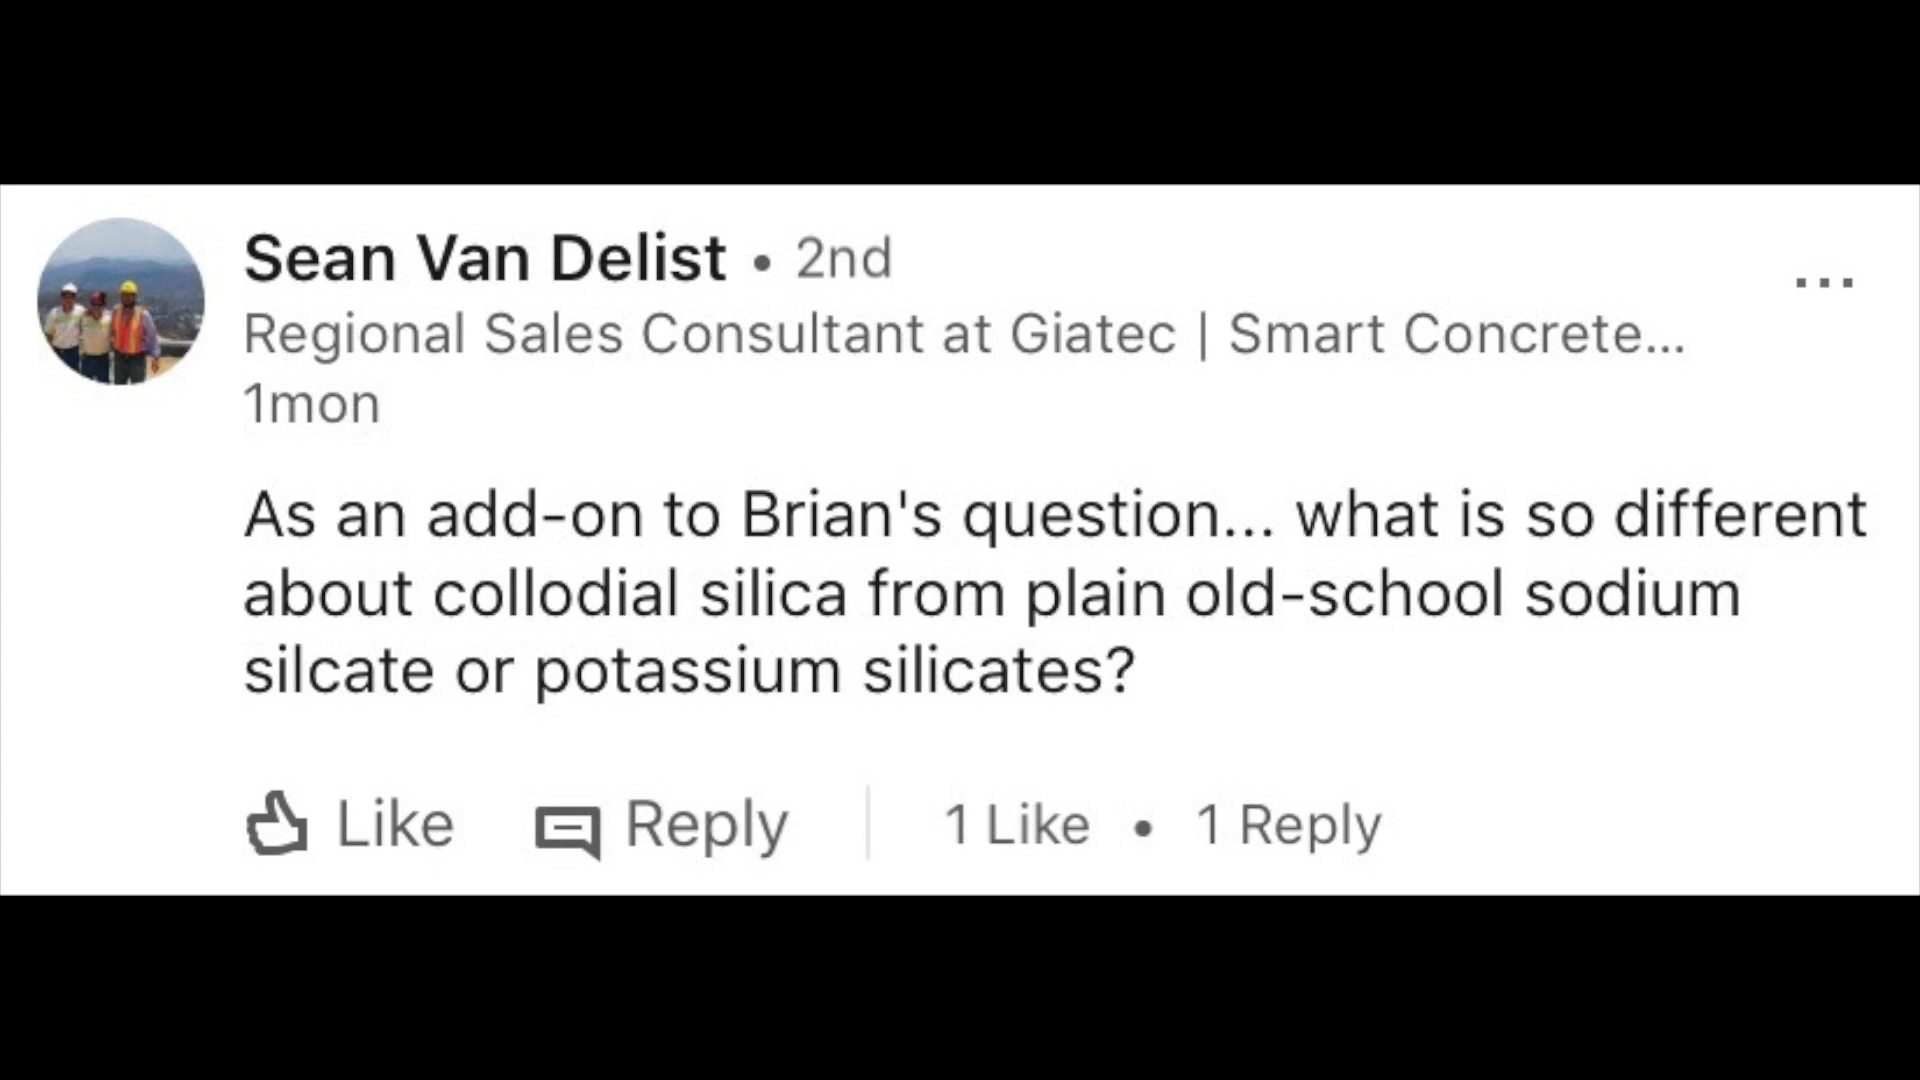 Sean Van Delist • 2nd
...
Regional Sales Consultant at Giatec | Smart Concrete...
1mon
As an add-on to Brian's question... what is so different
about collodial silica from plain old-school sodium
silcate or potassium silicates?
Like Reply 1 Like • 1 Reply